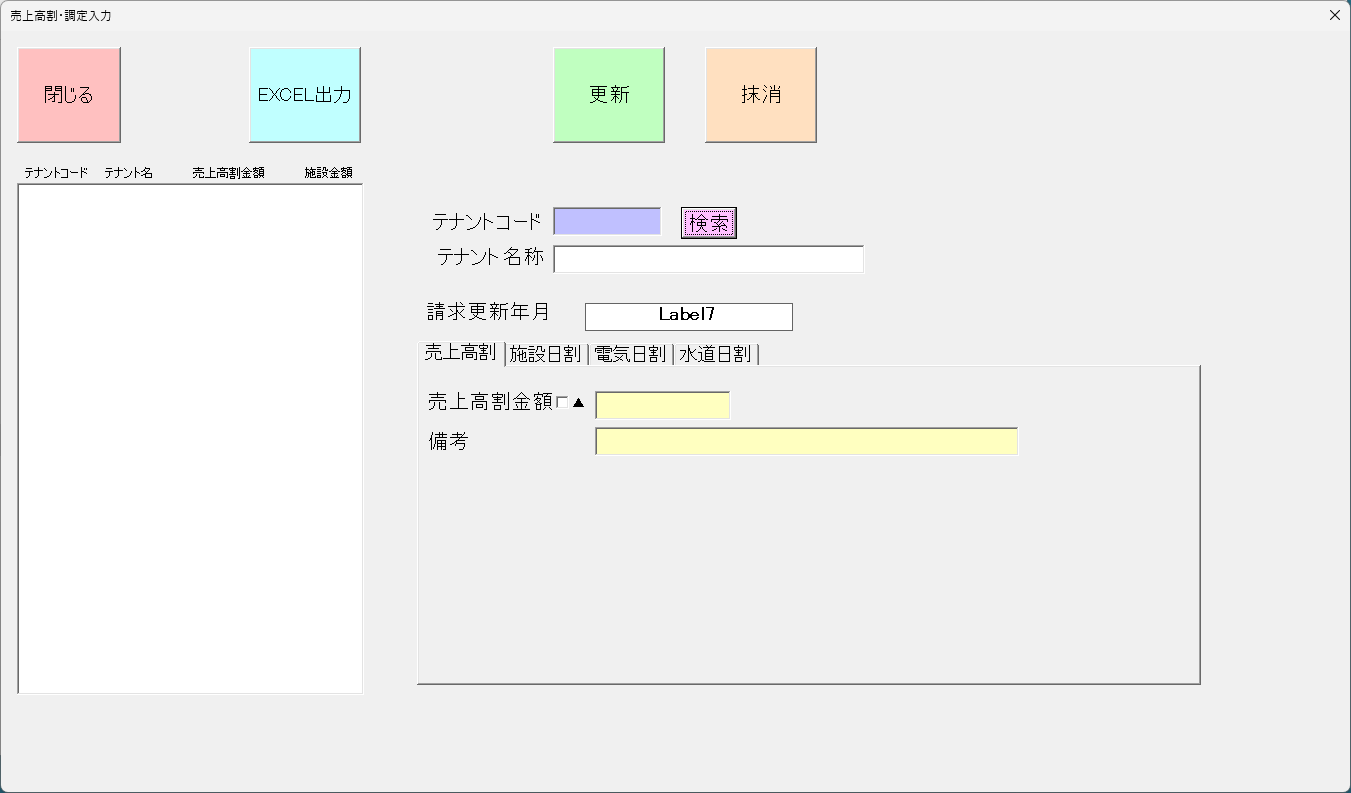 売上高割・調定入力
閉じる
EXCEL出力
更新
抹消
テナントコード テナント名 売上高割金額 施設金額
テナントコード 検索
テナント名称
請求更新年月 Label7
売上高割 施設日割 電気日割 水道日割
売上高割金額 ▲
備考